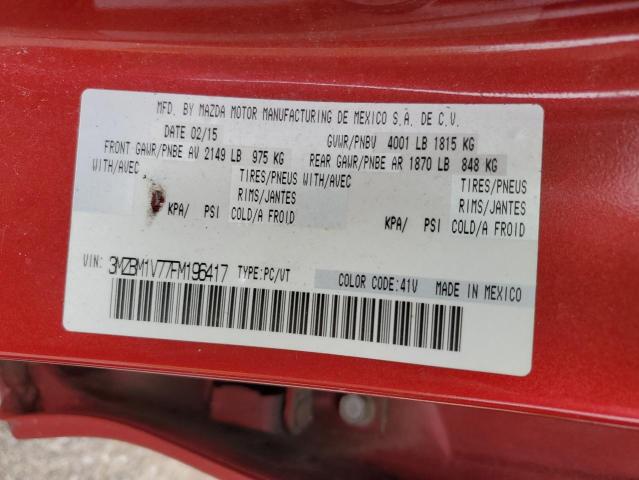 MFD. BY MAZDA MOTOR MANUFACTURING DE MEXICO S.A. DE C.V.
DATE 02/15 GVWR/PNBV 4001 LB 1815 KG
FRONT GAWR/PNBE AV 2149 LB 975 KG REAR GAWR/PNBE AR 1870 LB 848 KG
WITH/AVEC TIRES/PNEUS WITH/AVEC TIRES/PNEUS
RIMS/JANTES RIMS/JANTES
KPA/ PSI COLD/A FROID KPA/ PSI COLD/A FROID
VIN: 3MZBM1V77FM196417 TYPE:PC/VT COLOR CODE:41V MADE IN MEXICO